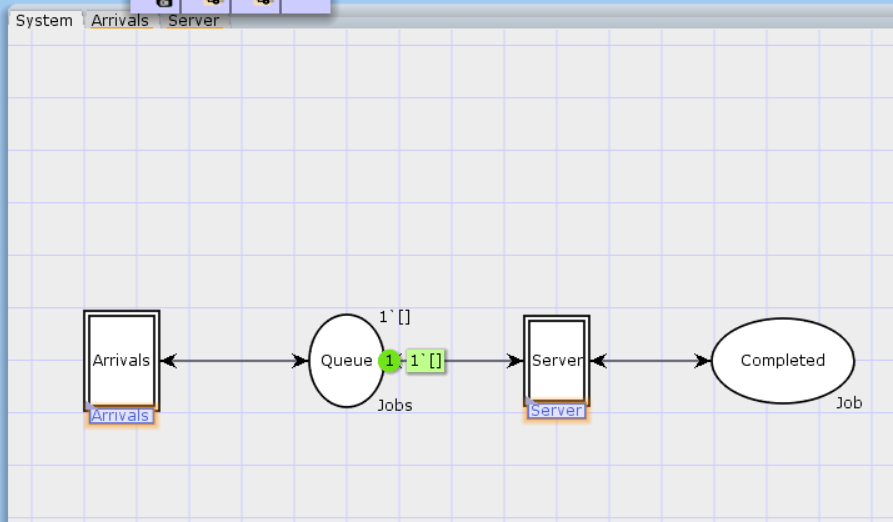 System Arrivals Server
1`[]
Arrivals Queue 1 1`[] Server Completed
Jobs Job
Arrivals Server